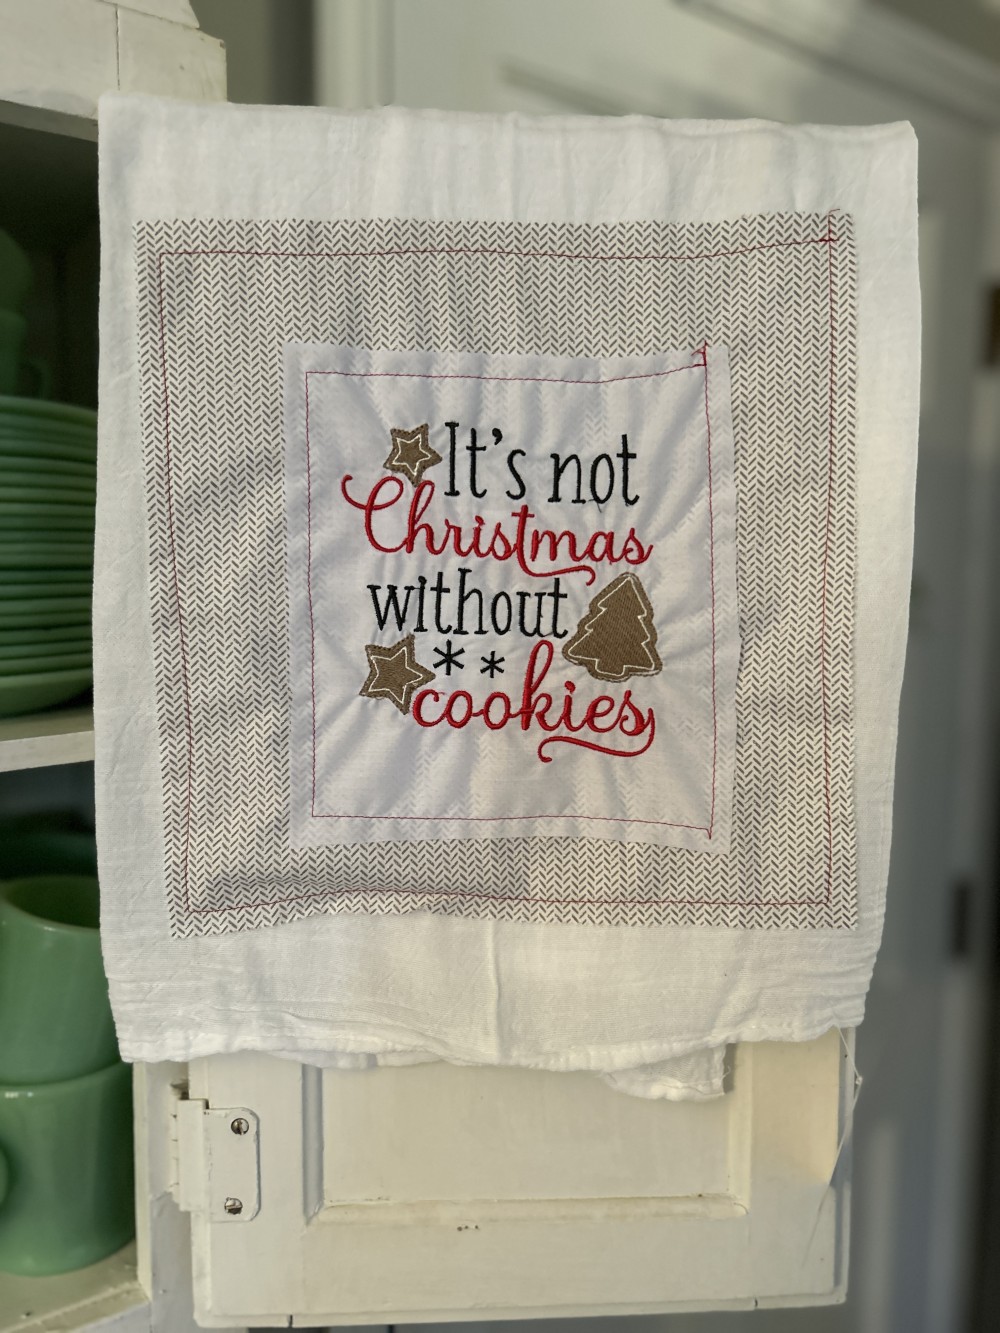 It's not
Christmas
without
cookies